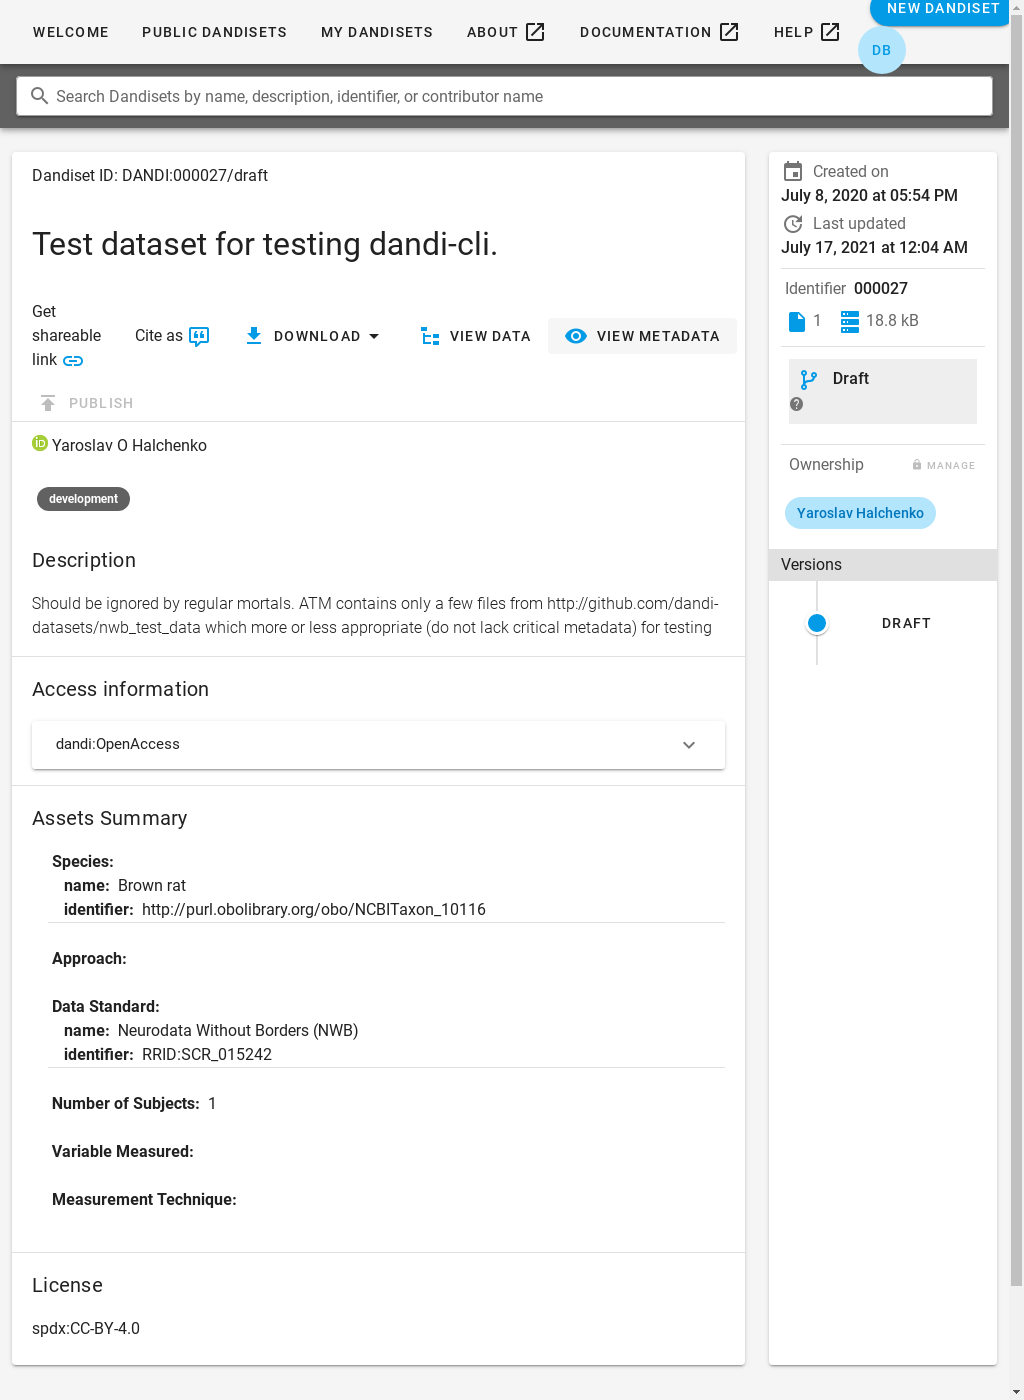 WELCOME
PUBLIC DANDISETS
MY DANDISETS
ABOUT
DOCUMENTATION
HELP
NEW DANDISET
DB
Search Dandisets by name, description, identifier, or contributor name
Dandiset ID: DANDI:000027/draft
Test dataset for testing dandi-cli.
Get
shareable
link
Cite as
DOWNLOAD
VIEW DATA
VIEW METADATA
PUBLISH
iD Yaroslav O Halchenko
development
Description
Should be ignored by regular mortals. ATM contains only a few files from http://github.com/dandi-
datasets/nwb_test_data which more or less appropriate (do not lack critical metadata) for testing
Access information
dandi:OpenAccess
Assets Summary
Species:
name: Brown rat
identifier: http://purl.obolibrary.org/obo/NCBITaxon_10116
Approach:
Data Standard:
name: Neurodata Without Borders (NWB)
identifier: RRID:SCR_015242
Number of Subjects: 1
Variable Measured:
Measurement Technique:
License
spdx:CC-BY-4.0
Created on
July 8, 2020 at 05:54 PM
Last updated
July 17, 2021 at 12:04 AM
Identifier 000027
1
18.8 kB
Draft
?
Ownership
MANAGE
Yaroslav Halchenko
Versions
DRAFT